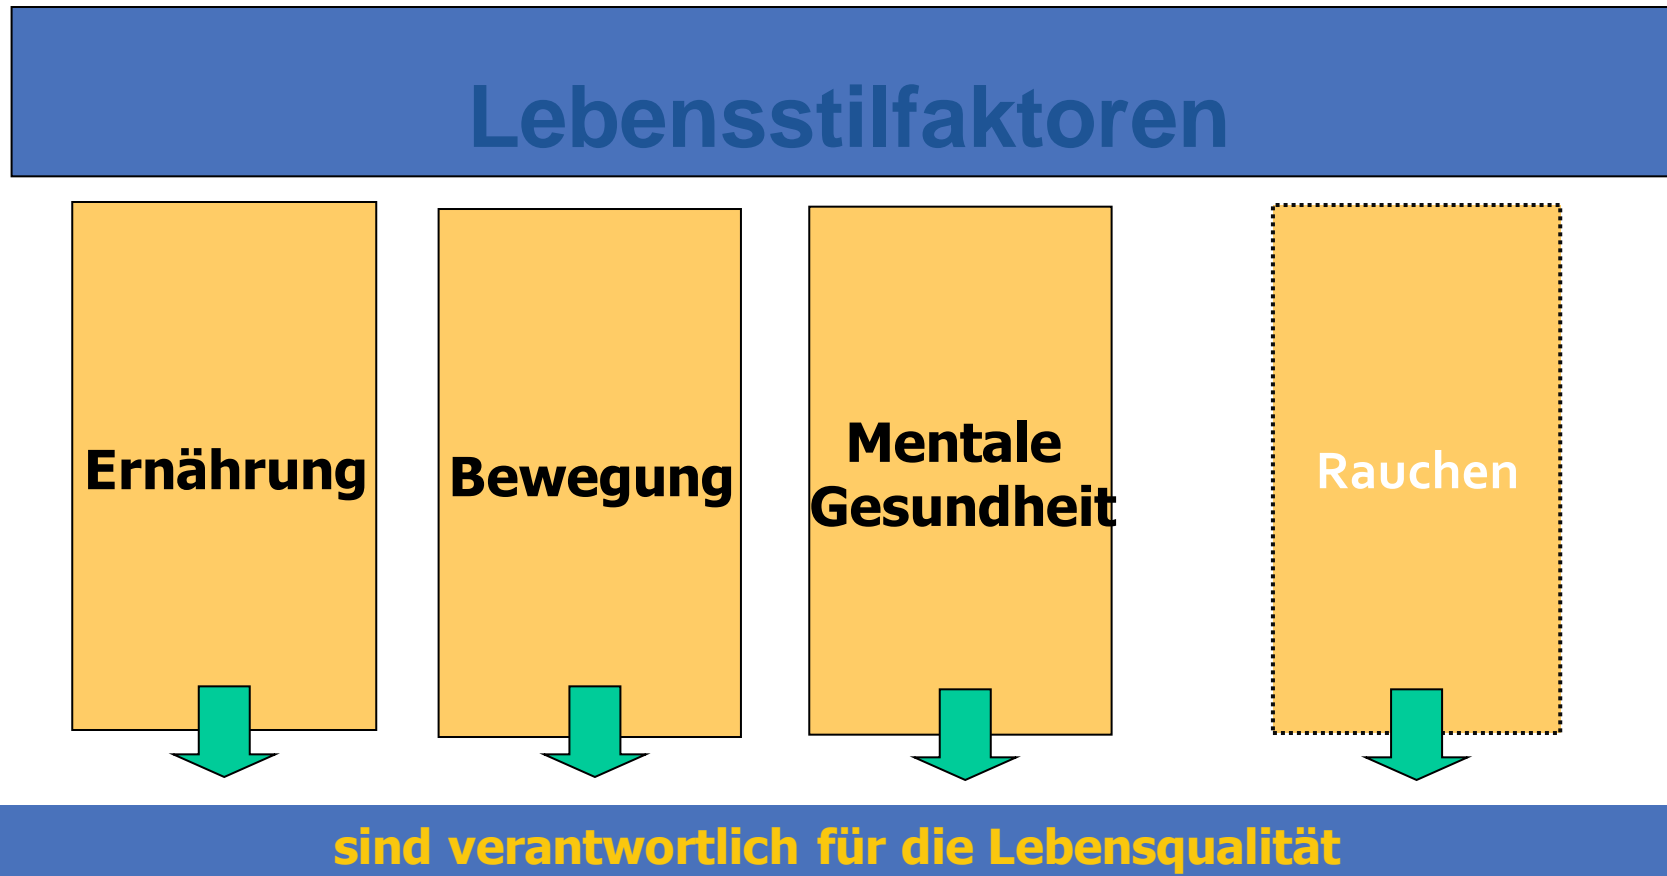 Lebensstilfaktoren
Ernährung
Bewegung
Mentale
Gesundheit
Rauchen
sind verantwortlich für die Lebensqualität